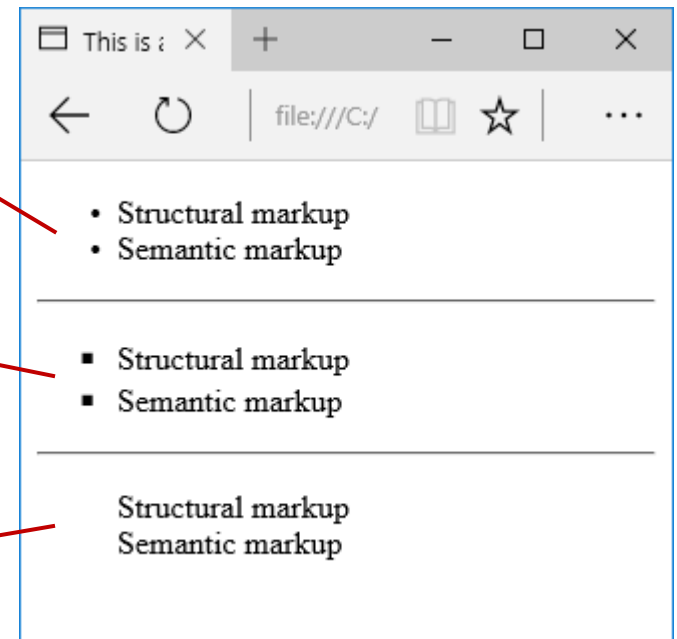 This is a
file:///C:/
• Structural markup
• Semantic markup
▪ Structural markup
▪ Semantic markup
Structural markup
Semantic markup